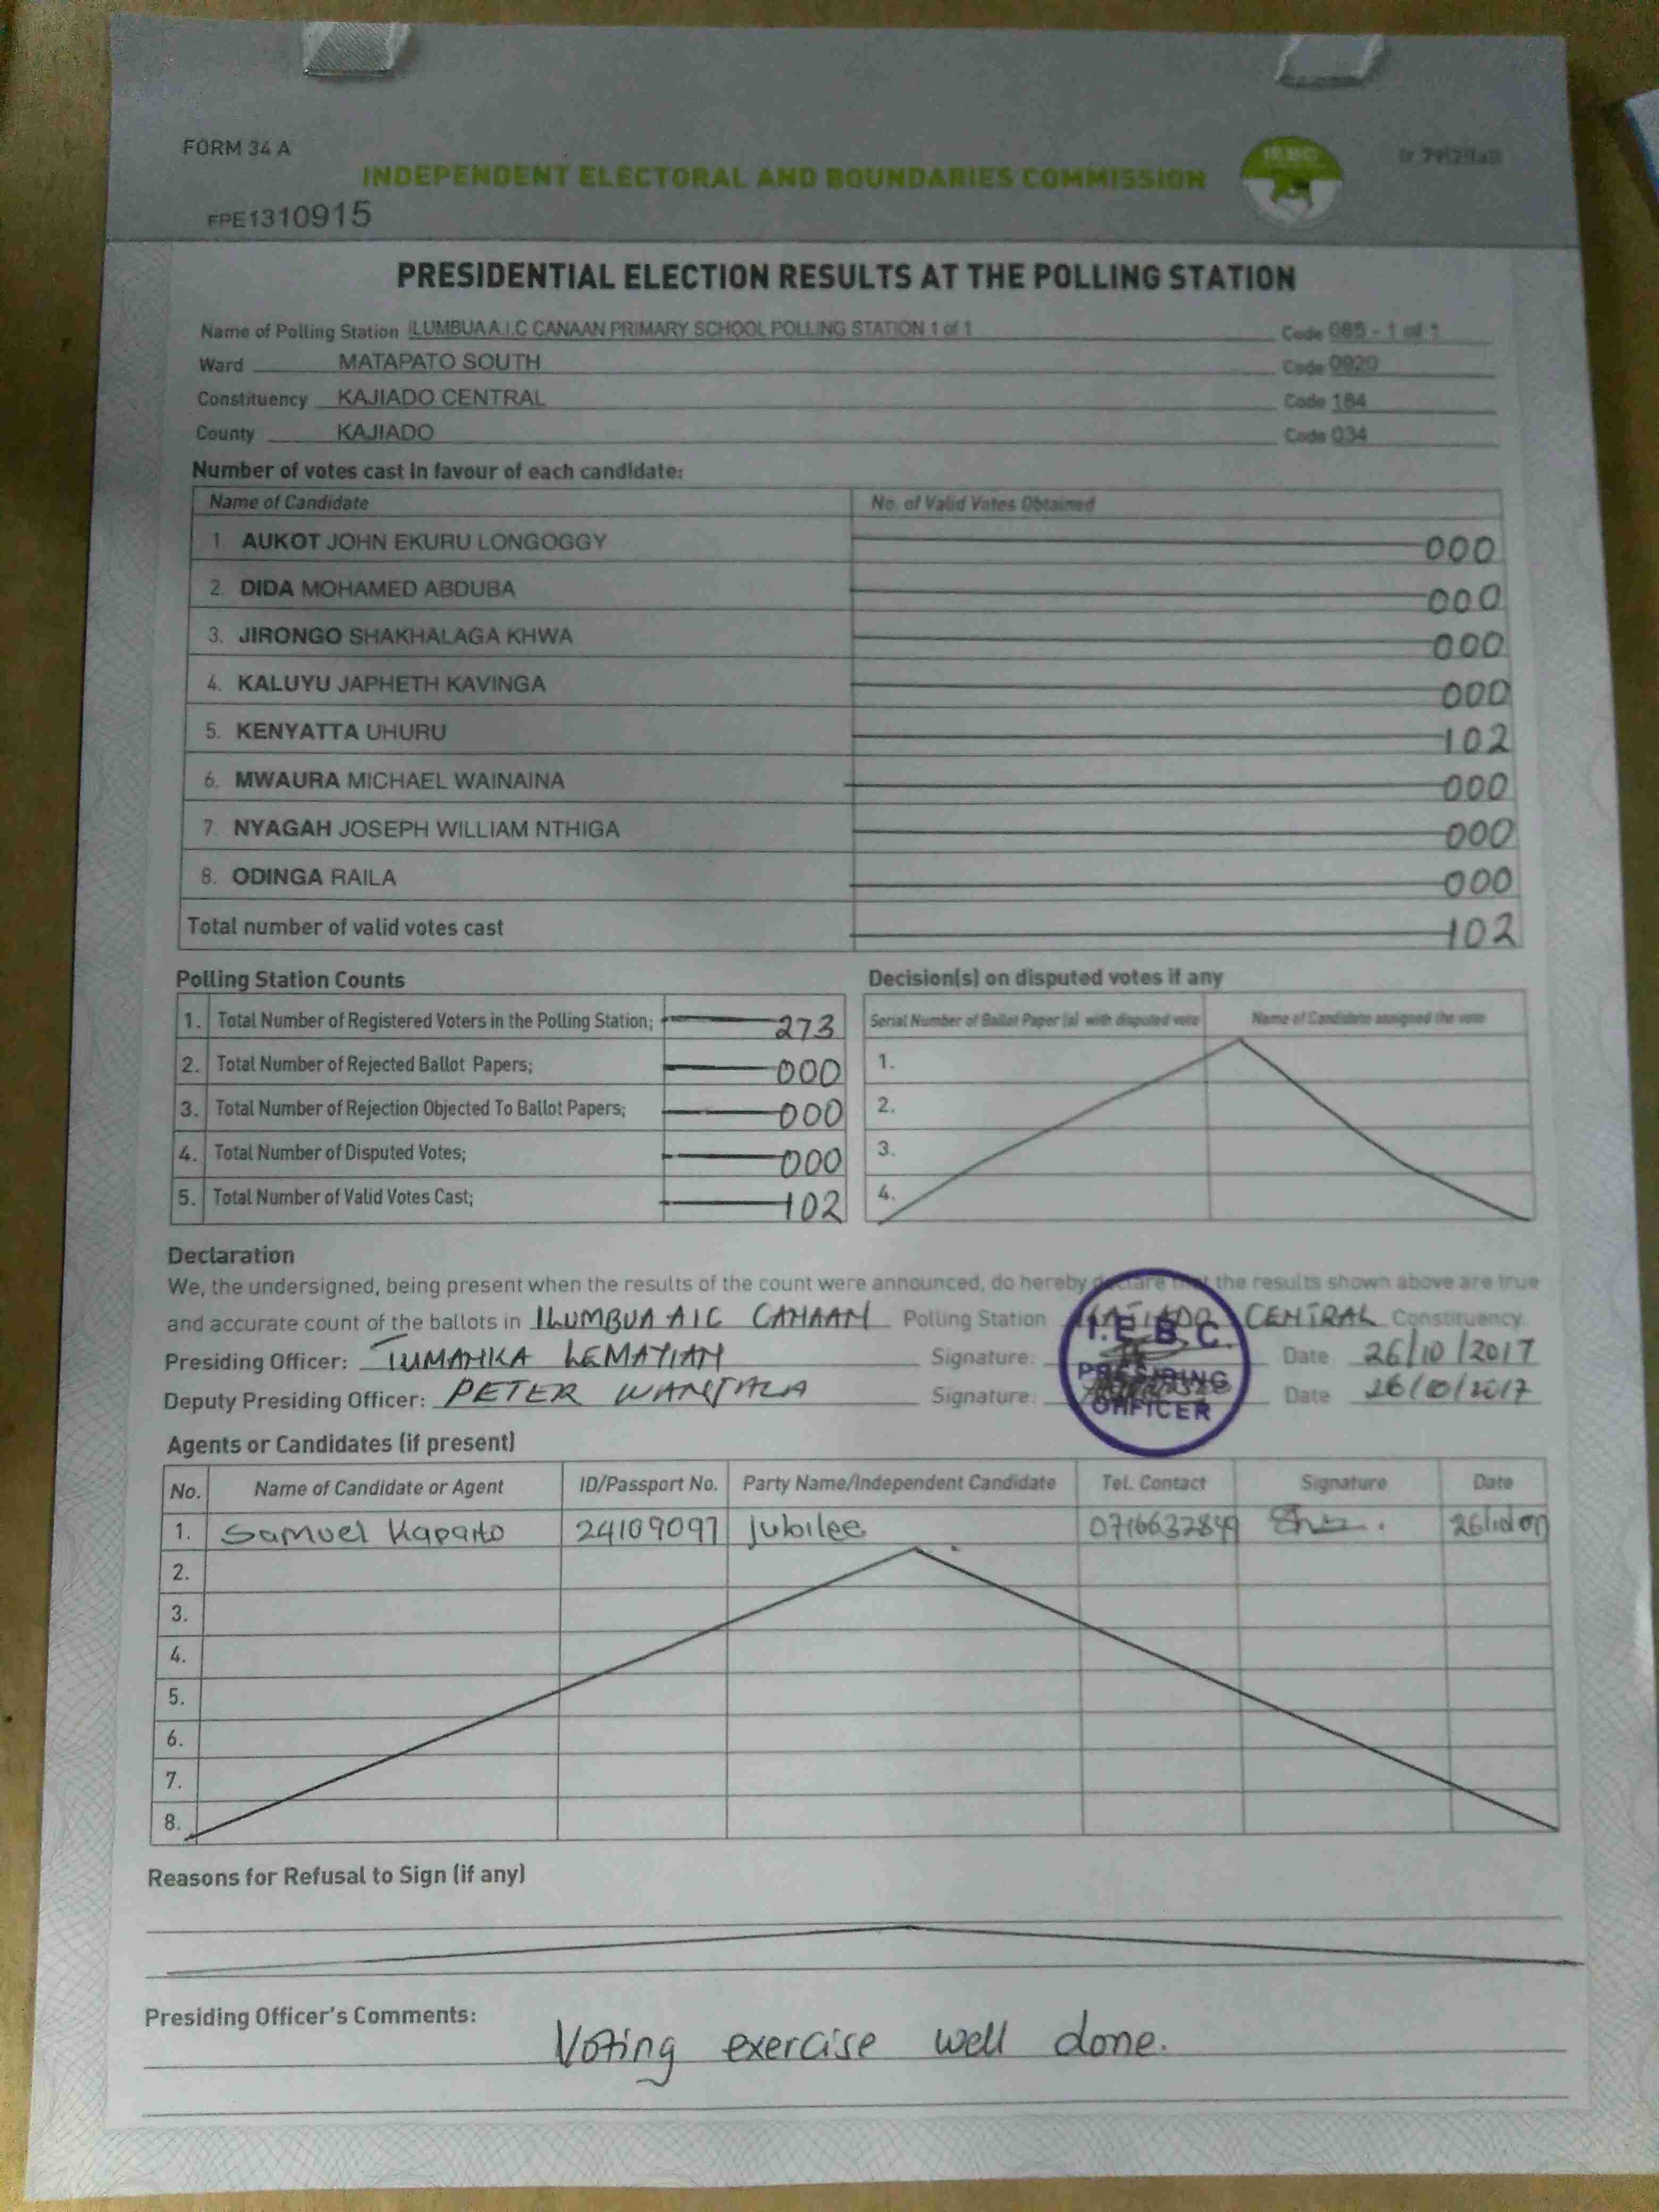 FORM 34 A
INDEPENDENT ELECTORAL AND BOUNDARIES COMMISSION
FPE1310915
PRESIDENTIAL ELECTION RESULTS AT THE POLLING STATION
Name of Polling Station ILUMBUA A.I.C CANAAN PRIMARY SCHOOL POLLING STATION 1 of 1 Code 085 - 1 of 1
Ward MATAPATO SOUTH Code 0920
Constituency KAJIADO CENTRAL Code 184
County KAJIADO Code 034
Number of votes cast in favour of each candidate:
Name of Candidate No. of Valid Votes Obtained
1. AUKOT JOHN EKURU LONGOGGY 000
2. DIDA MOHAMED ABDUBA 000
3. JIRONGO SHAKHALAGA KHWA 000
4. KALUYU JAPHETH KAVINGA 000
5. KENYATTA UHURU 102
6. MWAURA MICHAEL WAINAINA 000
7. NYAGAH JOSEPH WILLIAM NTHIGA 000
8. ODINGA RAILA 000
Total number of valid votes cast 102
Polling Station Counts
1. Total Number of Registered Voters in the Polling Station; 273
2. Total Number of Rejected Ballot Papers; 000
3. Total Number of Rejection Objected To Ballot Papers; 000
4. Total Number of Disputed Votes; 000
5. Total Number of Valid Votes Cast; 102
Decision(s) on disputed votes if any
Serial Number of Ballot Paper (s) with disputed vote Name of Candidate assigned the vote
1.
2.
3.
4.
Declaration
We, the undersigned, being present when the results of the count were announced, do hereby declare that the results shown above are true
and accurate count of the ballots in ILUMBUA AIC CANAAN Polling Station KAJIADO CENTRAL Constituency.
Presiding Officer: TUMANKA LEMAYIAN Signature: Date 26/10/2017
Deputy Presiding Officer: PETER Signature: Date 26/10/2017
I.E.B.C.
PRESIDING
OFFICER
Agents or Candidates (if present)
No. Name of Candidate or Agent ID/Passport No. Party Name/Independent Candidate Tel. Contact Signature Date
1. Samuel Kaparto 24109097 jubilee 0716632849
2.
3.
4.
5.
6.
7.
8.
Reasons for Refusal to Sign (if any)
Presiding Officer's Comments:
Voting exercise well done.